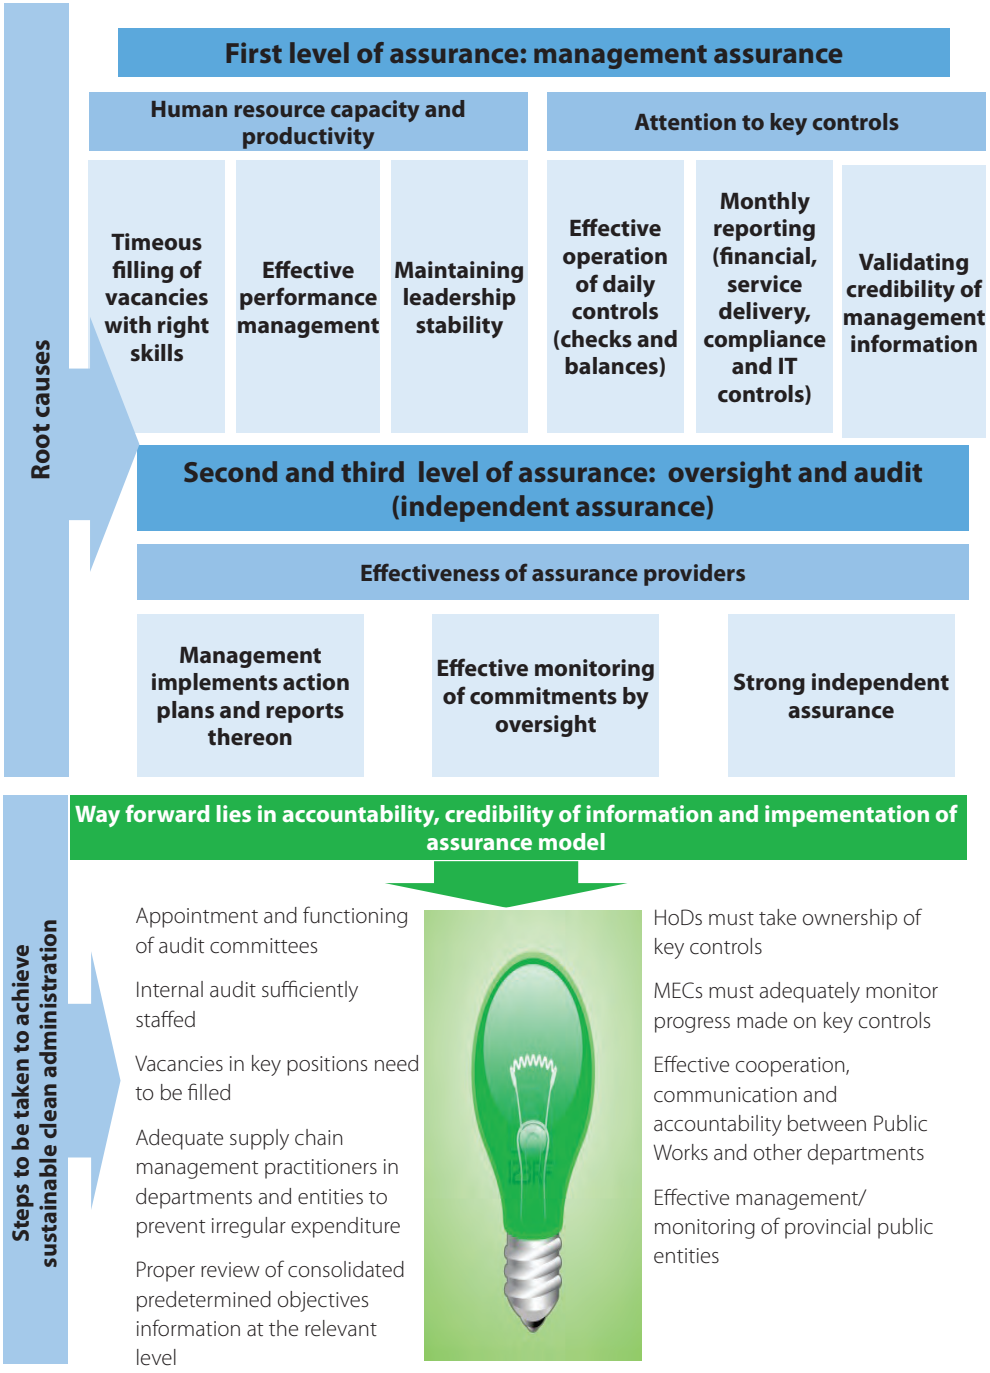 First level of assurance: management assurance
Human resource capacity and
productivity
Attention to key controls
Timeous
filling of
vacancies
with right
skills
Effective
performance
management
Maintaining
leadership
stability
Effective
operation
of daily
controls
(checks and
balances)
Monthly
reporting
(financial,
service
delivery,
compliance
and IT
controls)
Validating
credibility of
management
information
Root causes
Second and third level of assurance: oversight and audit
(independent assurance)
Effectiveness of assurance providers
Management
implements action
plans and reports
thereon
Effective monitoring
of commitments by
oversight
Strong independent
assurance
Way forward lies in accountability, credibility of information and impementation of
assurance model
Steps to be taken to achieve
sustainable clean administration
Appointment and functioning
of audit committees
Internal audit sufficiently
staffed
Vacancies in key positions need
to be filled
Adequate supply chain
management practitioners in
departments and entities to
prevent irregular expenditure
Proper review of consolidated
predetermined objectives
information at the relevant
level
HoDs must take ownership of
key controls
MECs must adequately monitor
progress made on key controls
Effective cooperation,
communication and
accountability between Public
Works and other departments
Effective management/
monitoring of provincial public
entities